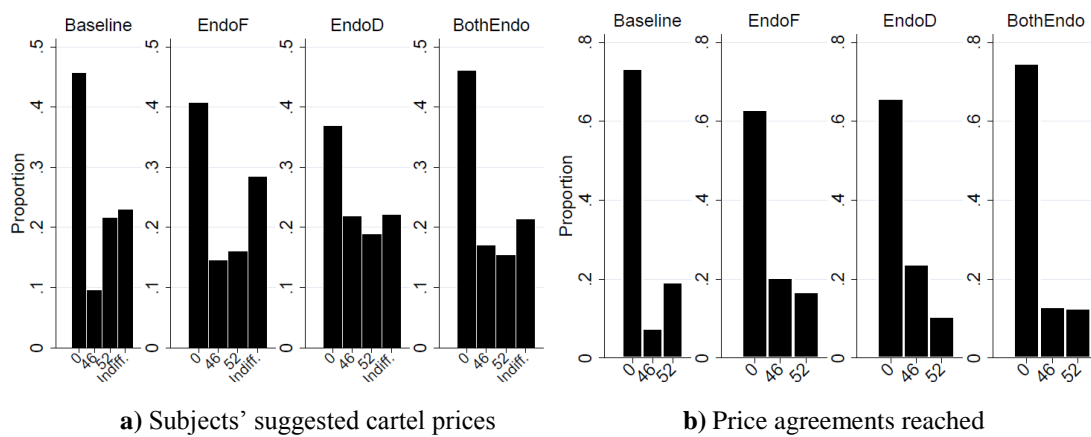 Baseline EndoF EndoD BothEndo
Proportion
0 .1 .2 .3 .4 .5
0 46 52 Indiff.
0 .1 .2 .3 .4 .5
0 46 52 Indiff.
0 .1 .2 .3 .4 .5
0 46 52 Indiff.
0 .1 .2 .3 .4 .5
0 46 52 Indiff.
a) Subjects’ suggested cartel prices
Baseline EndoF EndoD BothEndo
Proportion
0 .2 .4 .6 .8
0 46 52
0 .2 .4 .6 .8
0 46 52
0 .2 .4 .6 .8
0 46 52
0 .2 .4 .6 .8
0 46 52
b) Price agreements reached